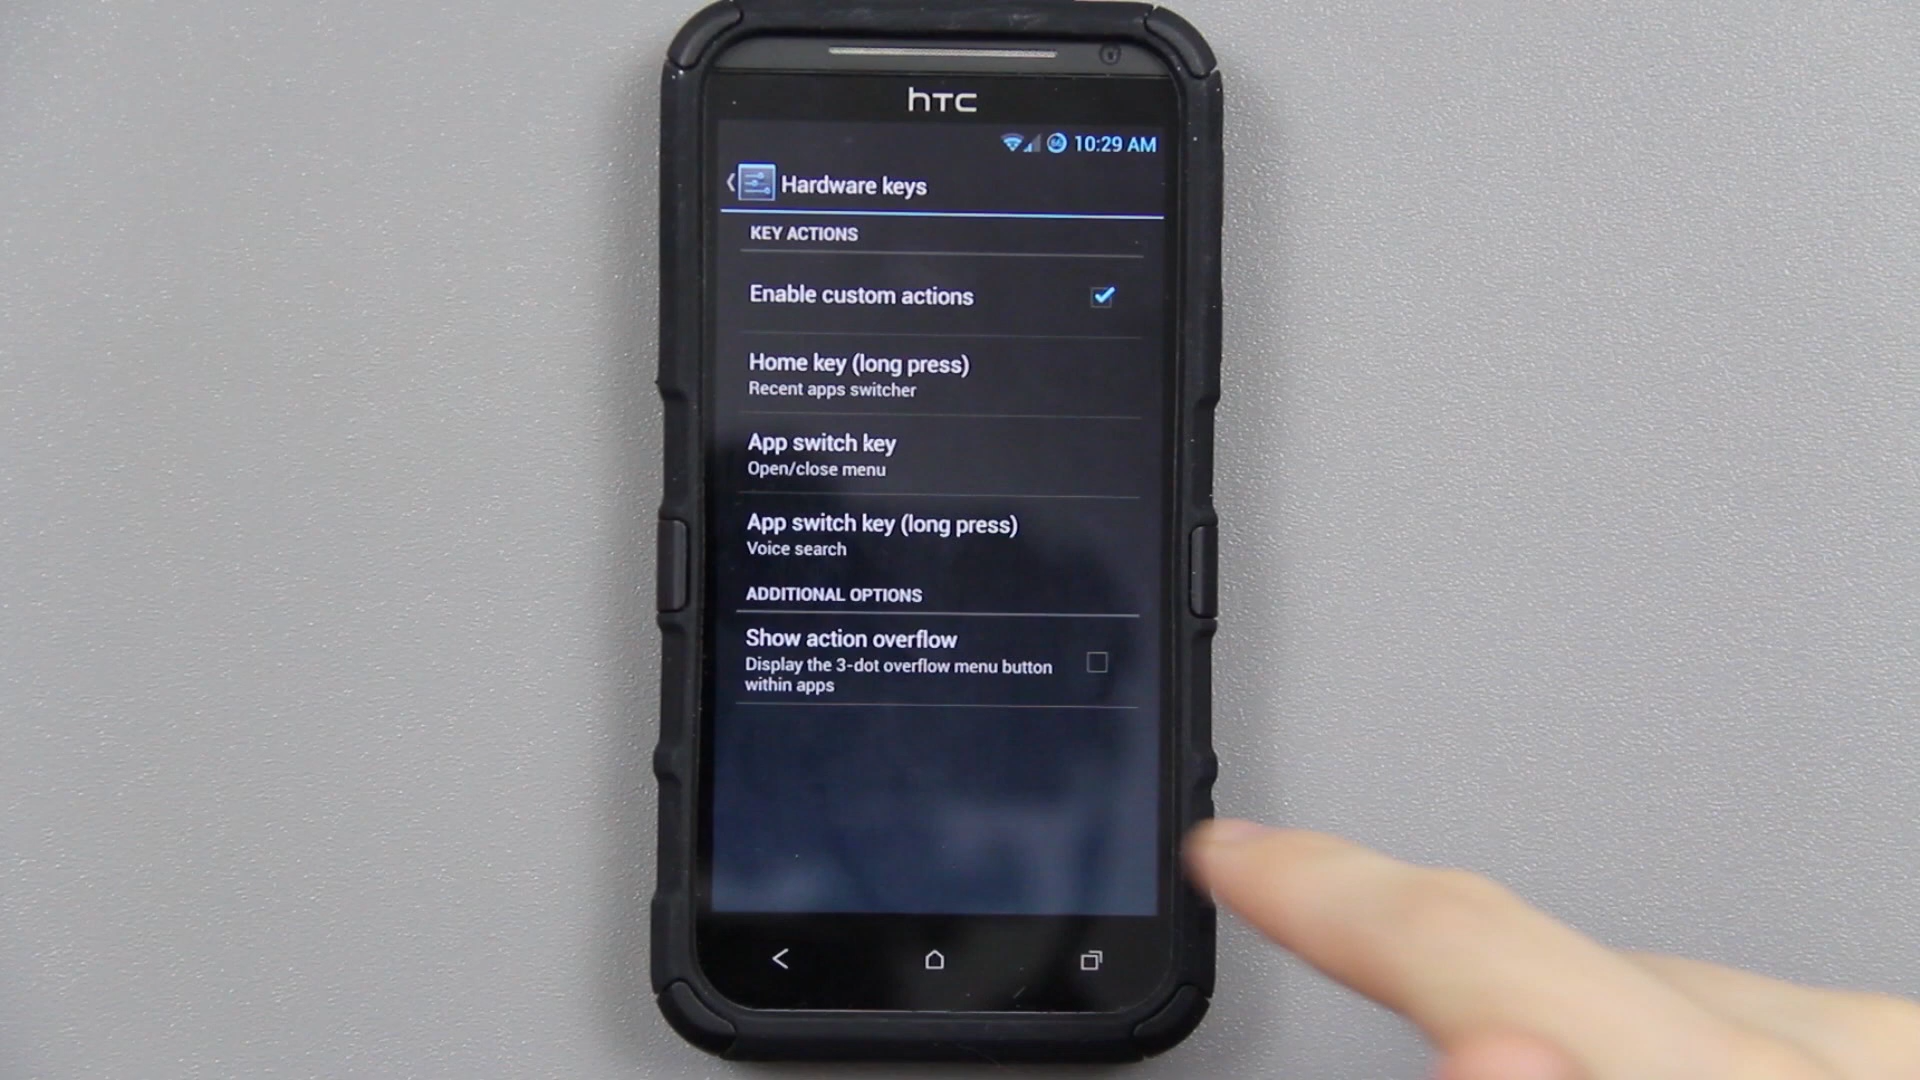 hTC
10:29 AM
Hardware keys
KEY ACTIONS
Enable custom actions
Home key (long press)
Recent apps switcher
App switch key
Open/close menu
App switch key (long press)
Voice search
ADDITIONAL OPTIONS
Show action overflow
Display the 3-dot overflow menu button
within apps